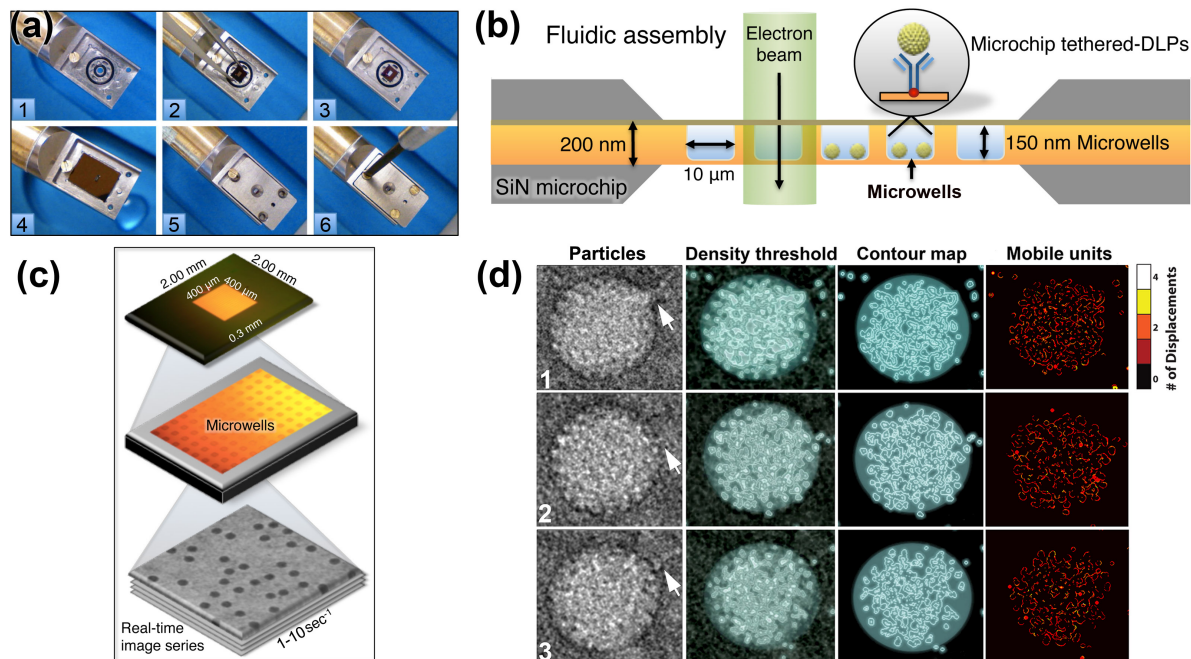 (a)
1
2
3
4
5
6
(b)
Fluidic assembly
Electron
beam
Microchip tethered-DLPs
200 nm
10 µm
150 nm Microwells
SiN microchip
Microwells
(c)
2.00 mm
2.00 mm
400 µm
400 µm
0.3 mm
Microwells
Real-time
image series
1-10 sec⁻¹
(d)
Particles
Density threshold
Contour map
Mobile units
1
2
3
4
2
0
# of Displacements